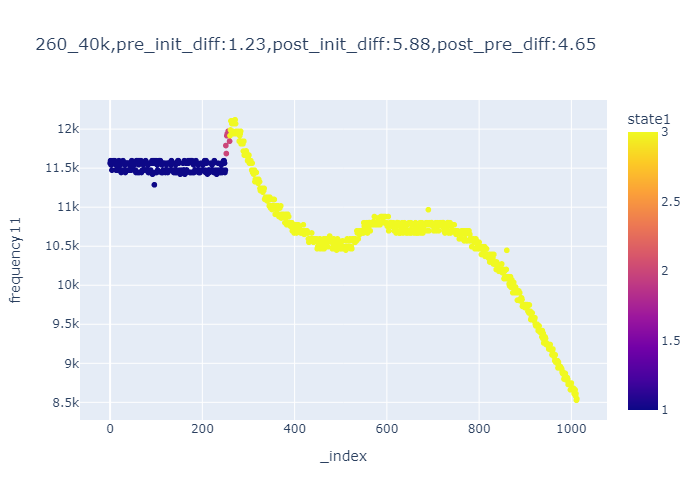 260_40k,pre_init_diff:1.23,post_init_diff:5.88,post_pre_diff:4.65
state1
12k
11.5k
11k
10.5k
10k
9.5k
9k
8.5k
frequency11
0
200
400
600
800
1000
_index
3
2.5
2
1.5
1